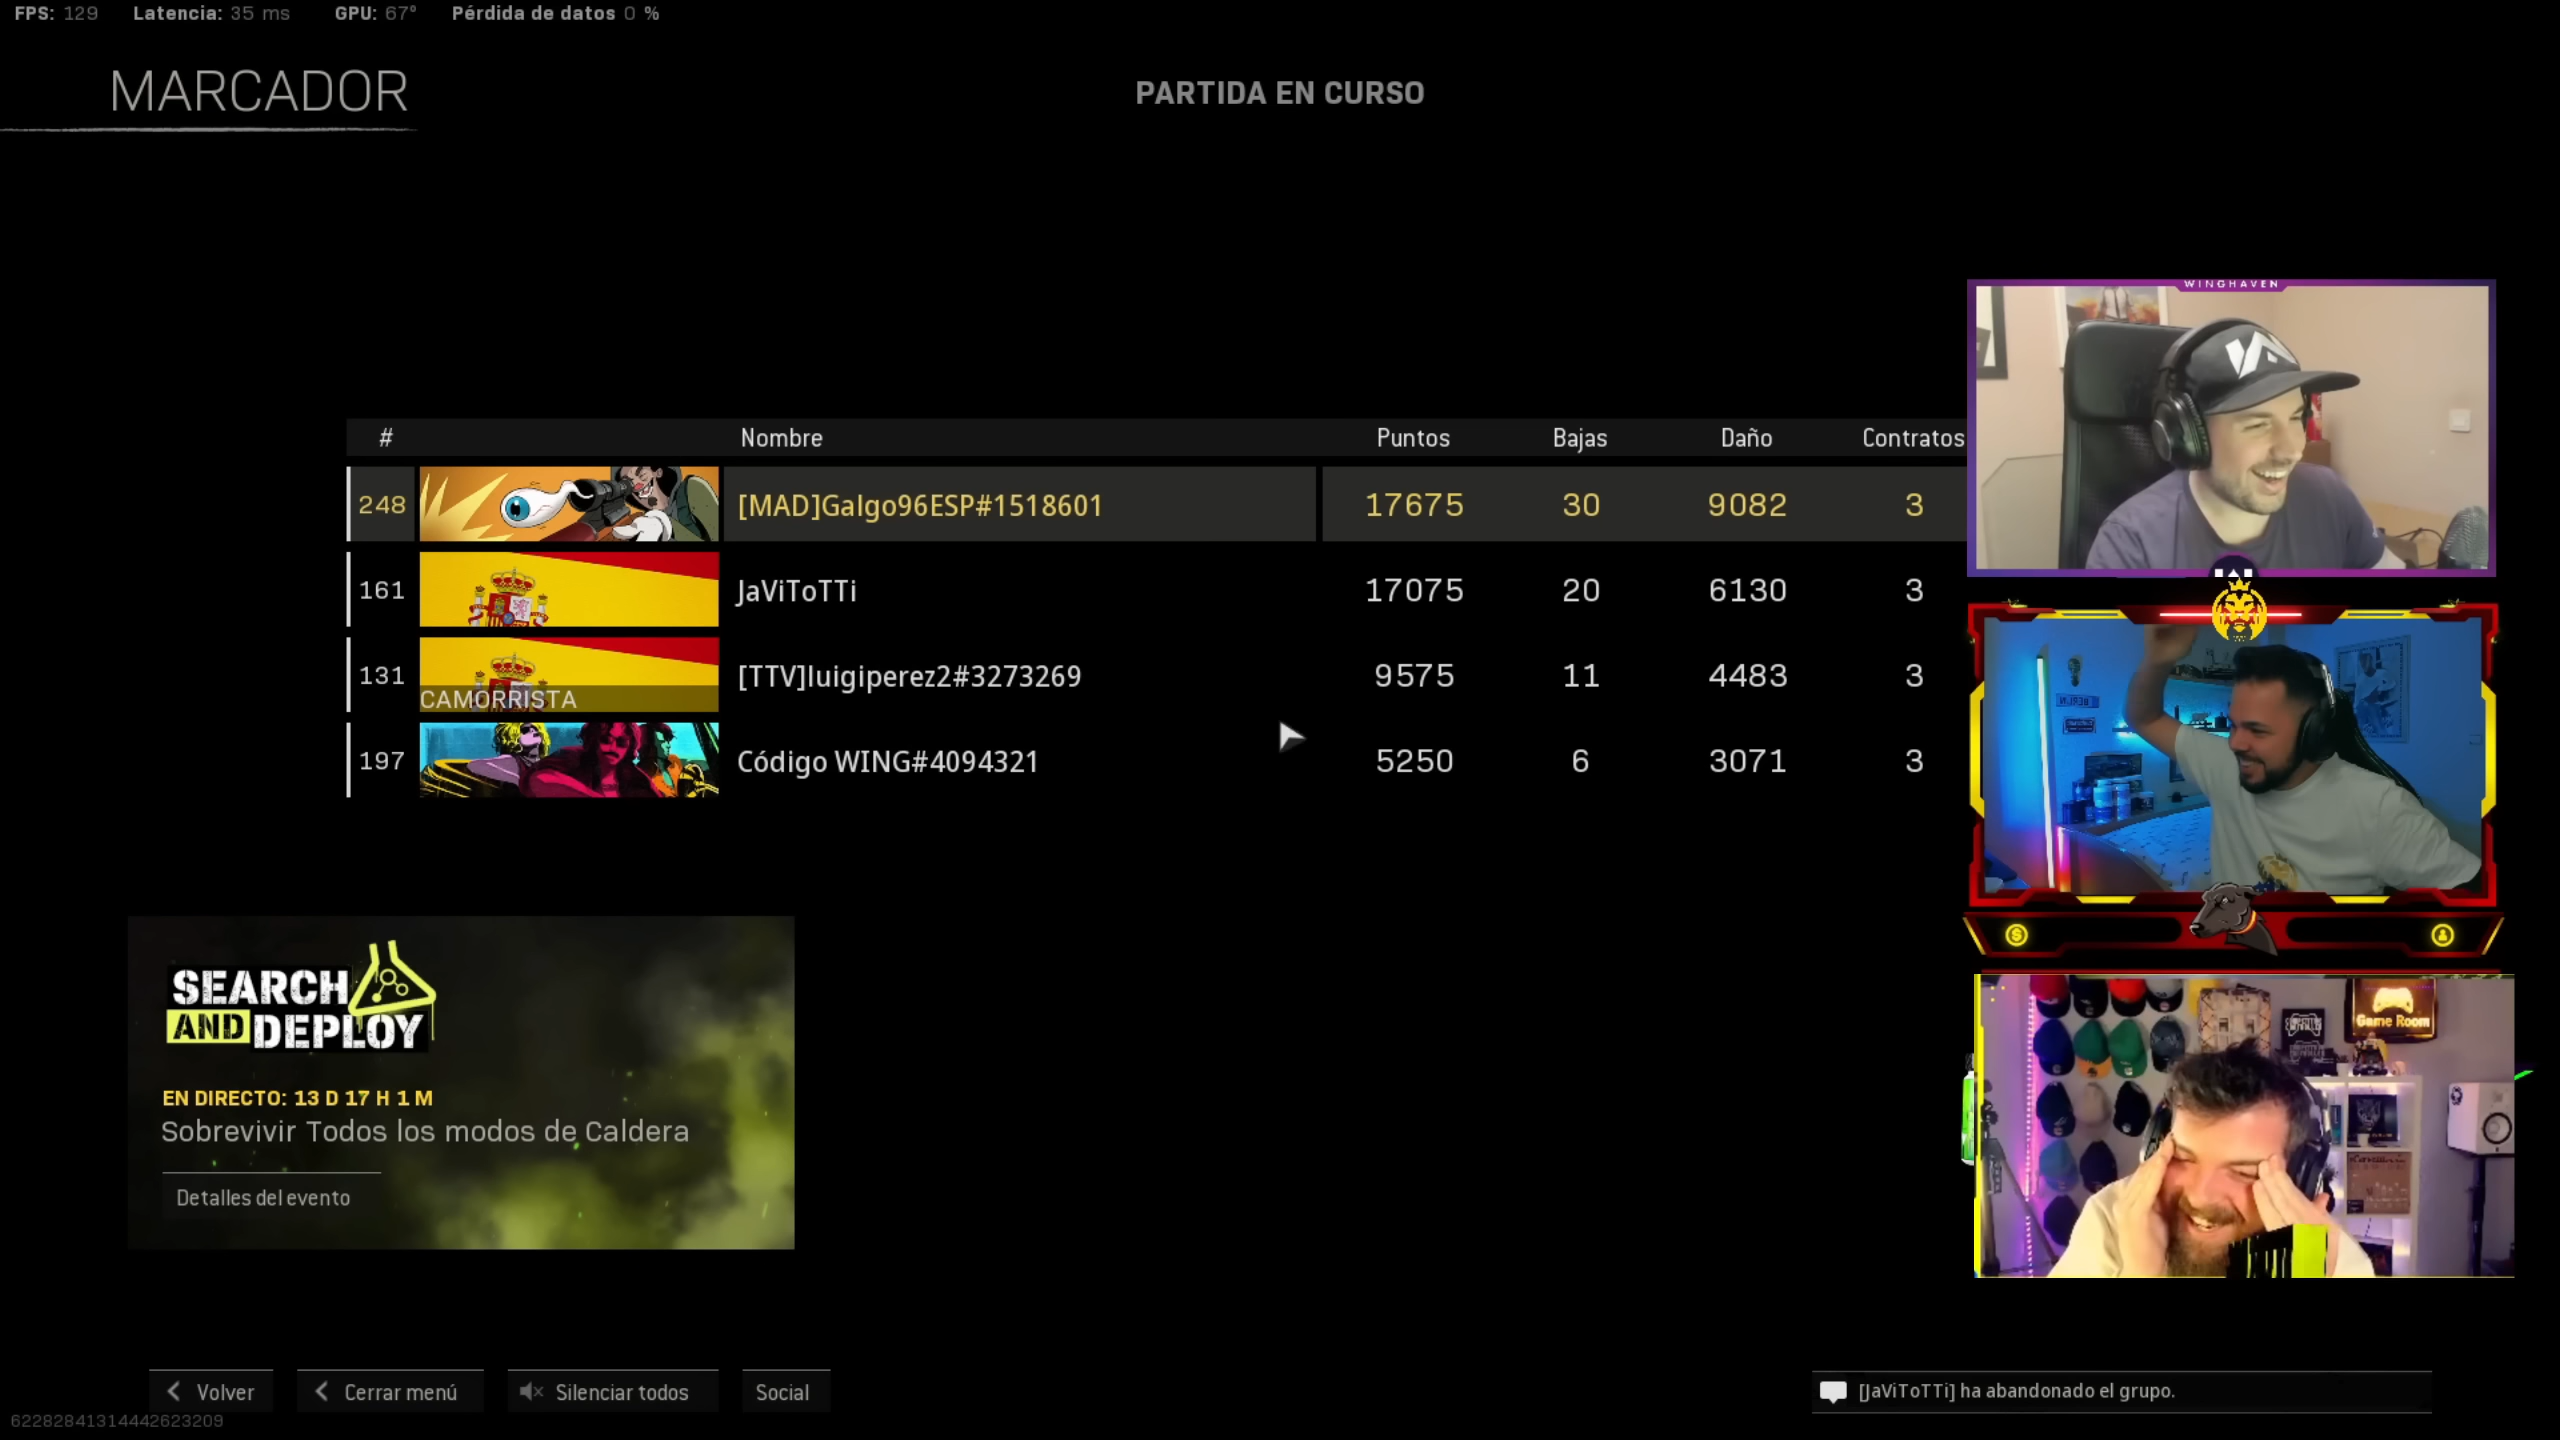 FPS: 129 Latencia: 35 ms GPU: 67° Pérdida de datos 0 %
MARCADOR
PARTIDA EN CURSO
WINGHAVEN
# Nombre Puntos Bajas Daño Contratos
248 [MAD]Galgo96ESP#1518601 17675 30 9082 3
161 JaViToTTi 17075 20 6130 3
131 CAMORRISTA [TTV]luigiperez2#3273269 9575 11 4483 3
197 Código WING#4094321 5250 6 3071 3
SEARCH
AND DEPLOY
EN DIRECTO: 13 D 17 H 1 M
Sobrevivir Todos los modos de Caldera
Detalles del evento
Game Room
Volver
Cerrar menú
Silenciar todos
Social
[JaViToTTi] ha abandonado el grupo.
62282841314442623209